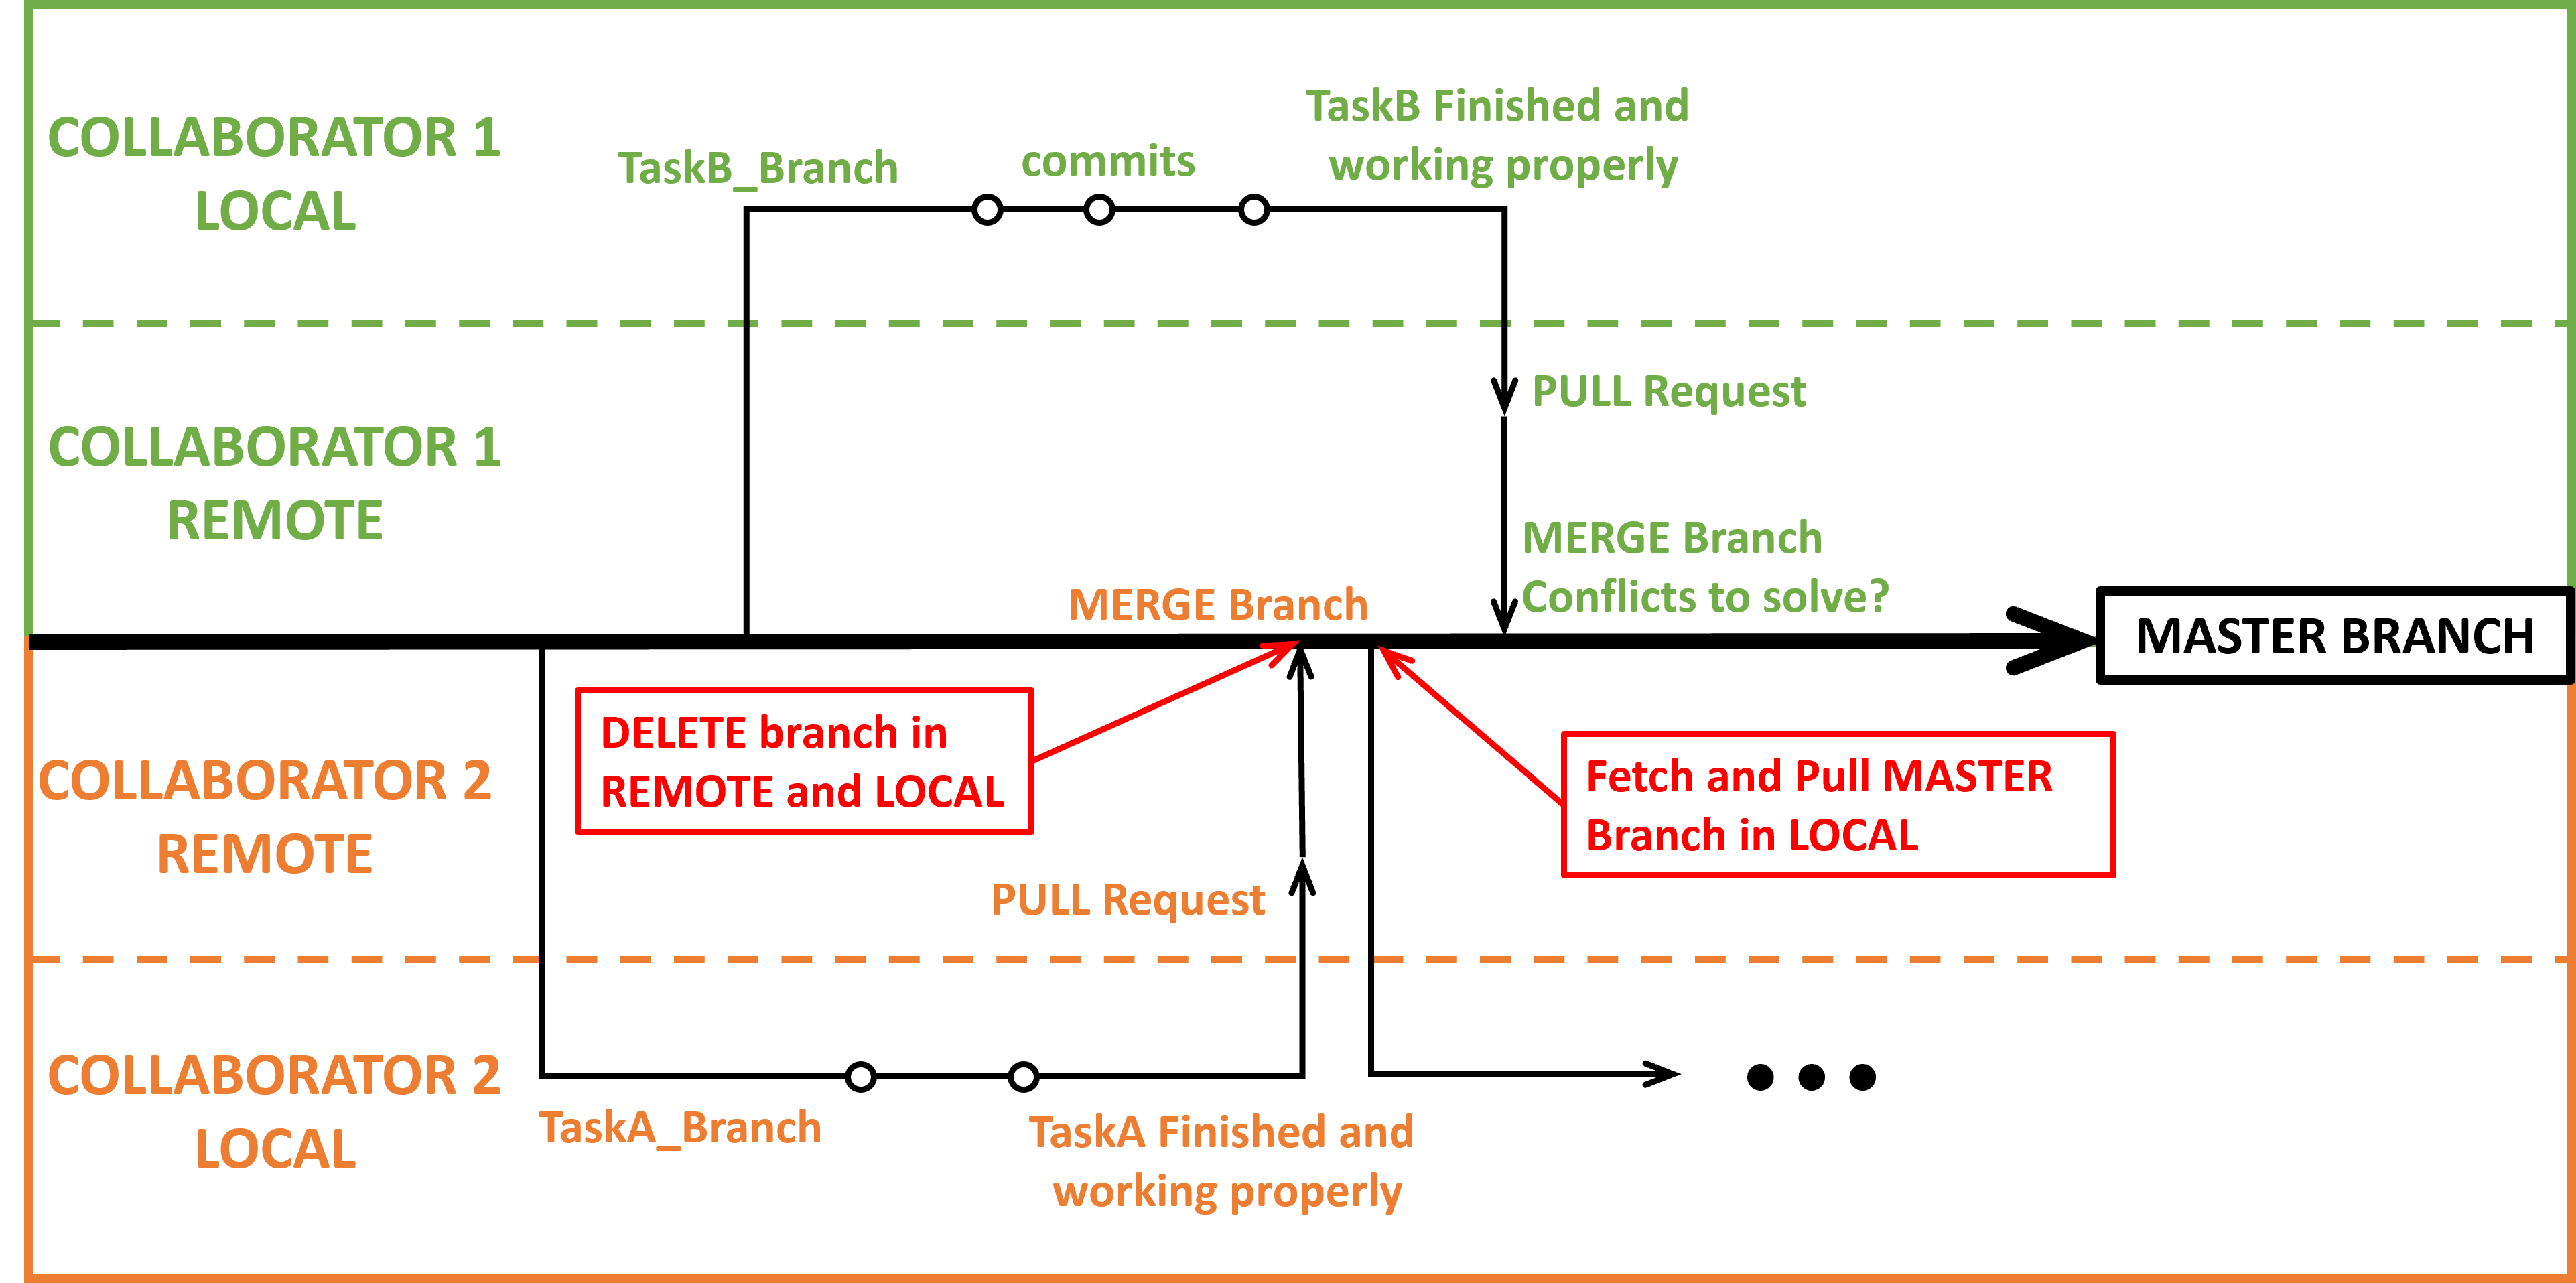 COLLABORATOR 1
LOCAL
TaskB_Branch
commits
TaskB Finished and
working properly
COLLABORATOR 1
REMOTE
PULL Request
MERGE Branch
Conflicts to solve?
MERGE Branch
MASTER BRANCH
DELETE branch in
REMOTE and LOCAL
Fetch and Pull MASTER
Branch in LOCAL
COLLABORATOR 2
REMOTE
PULL Request
COLLABORATOR 2
LOCAL
TaskA_Branch
TaskA Finished and
working properly